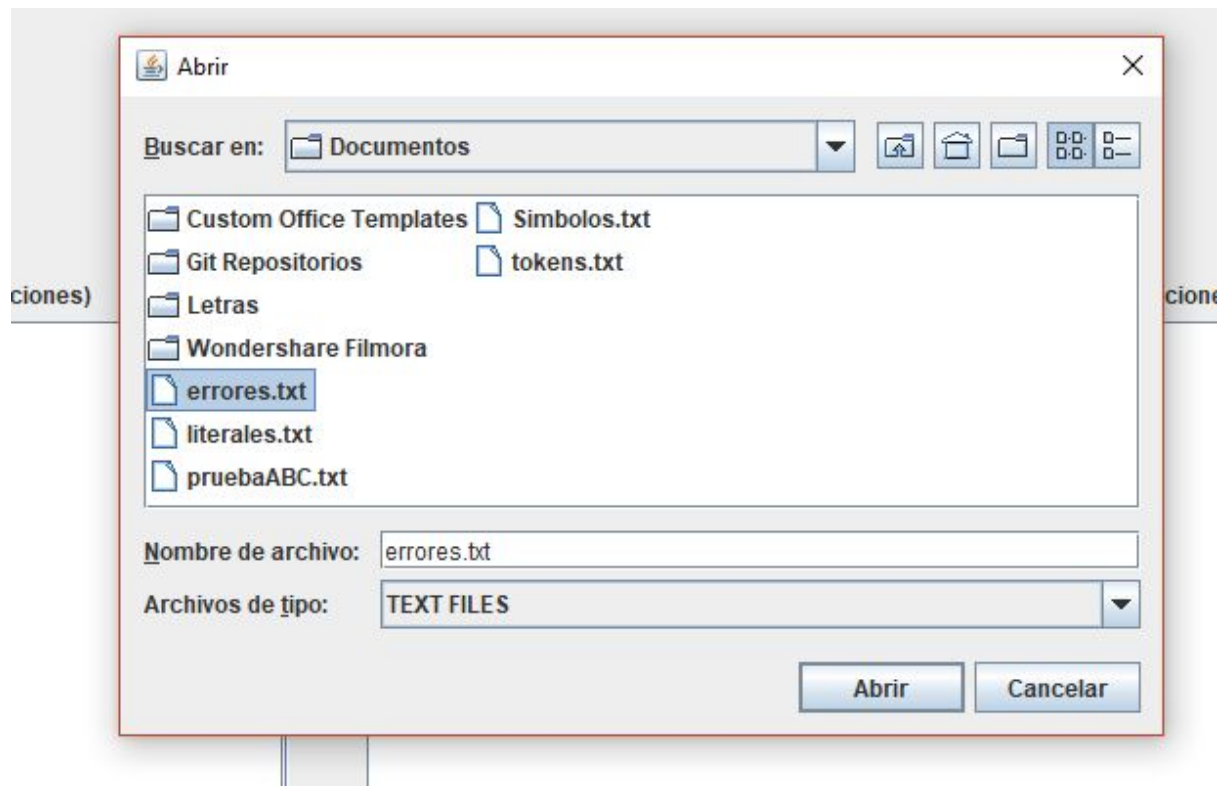 Abrir
Buscar en: Documentos
Custom Office Templates Simbolos.txt
Git Repositorios tokens.txt
ciones)
Letras
Wondershare Filmora
errores.txt
literales.txt
pruebaABC.txt
Nombre de archivo: errores.txt
Archivos de tipo: TEXT FILES
Abrir Cancelar